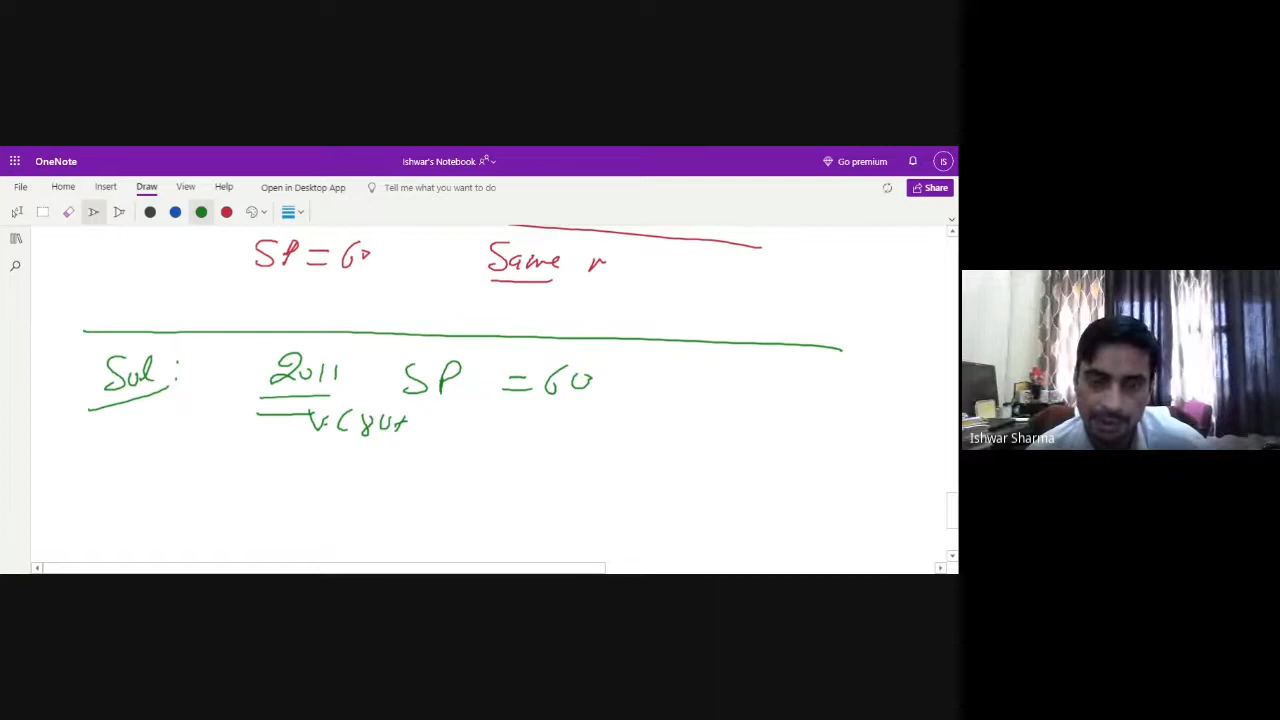 OneNote
Ishwar's Notebook
Go premium
IS
File Home Insert Draw View Help Open in Desktop App Tell me what you want to do
Share
SP = 60 Same
Sol : 2011 SP = 60
Ishwar Sharma